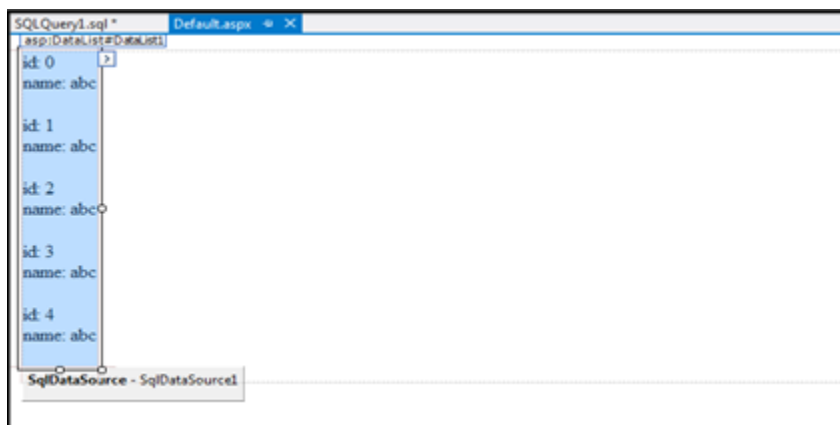 SQLQuery1.sql * Default.aspx
asp:DataList#DataList1
id: 0
name: abc
id: 1
name: abc
id: 2
name: abc
id: 3
name: abc
id: 4
name: abc
SqlDataSource - SqlDataSource1